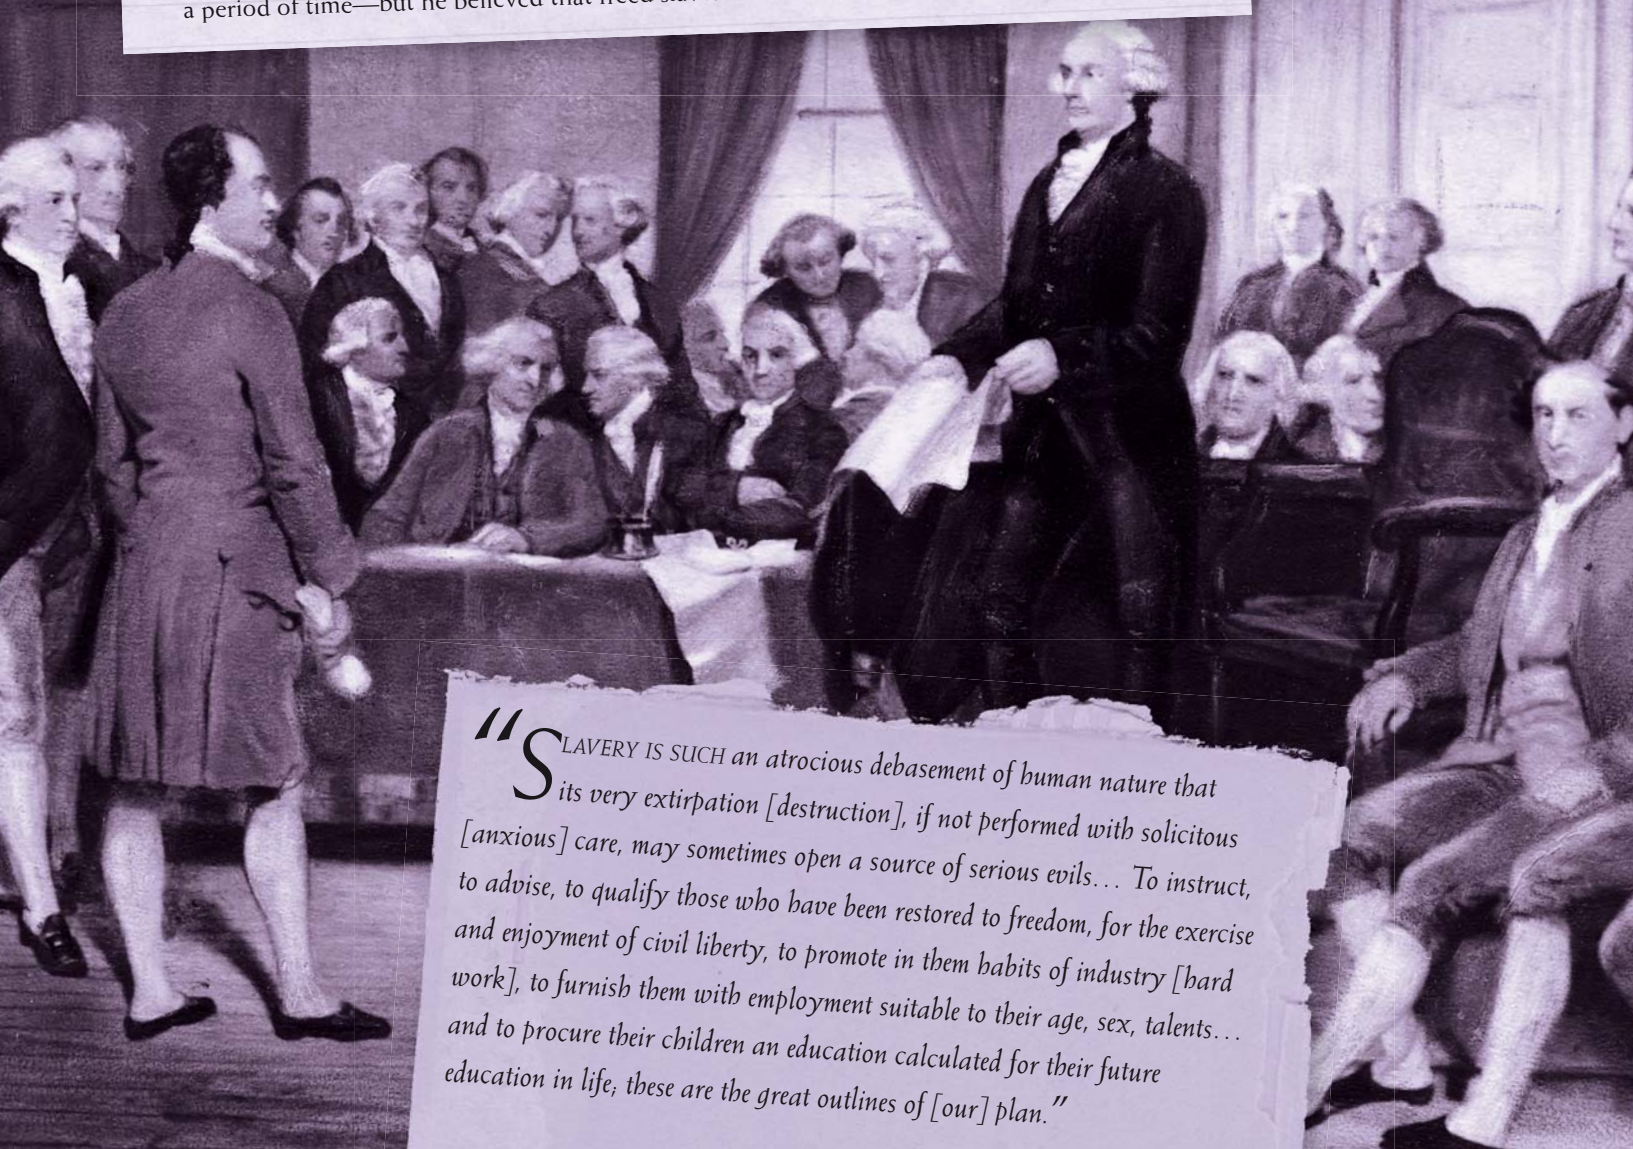 a period of time—but he believed that freed
“SLAVERY IS SUCH an atrocious debasement of human nature that
its very extirpation [destruction], if not performed with solicitous
[anxious] care, may sometimes open a source of serious evils… To instruct,
to advise, to qualify those who have been restored to freedom, for the exercise
and enjoyment of civil liberty, to promote in them habits of industry [hard
work], to furnish them with employment suitable to their age, sex, talents…
and to procure their children an education calculated for their future
education in life; these are the great outlines of [our] plan.”